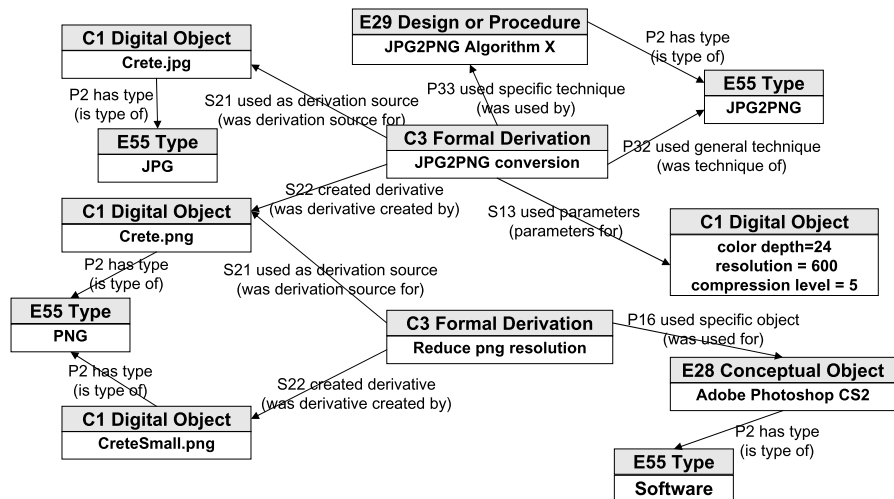 C1 Digital Object
Crete.jpg
E29 Design or Procedure
JPG2PNG Algorithm X
P2 has type
(is type of)
E55 Type
JPG2PNG
P2 has type
(is type of)
S21 used as derivation source
(was derivation source for)
P33 used specific technique
(was used by)
E55 Type
JPG
C3 Formal Derivation
JPG2PNG conversion
P32 used general technique
(was technique of)
S22 created derivative
(was derivative created by)
C1 Digital Object
Crete.png
S13 used parameters
(parameters for)
C1 Digital Object
color depth=24
resolution = 600
compression level = 5
P2 has type
(is type of)
S21 used as derivation source
(was derivation source for)
E55 Type
PNG
C3 Formal Derivation
Reduce png resolution
P16 used specific object
(was used for)
P2 has type
(is type of)
S22 created derivative
(was derivative created by)
E28 Conceptual Object
Adobe Photoshop CS2
C1 Digital Object
CreteSmall.png
P2 has type
(is type of)
E55 Type
Software